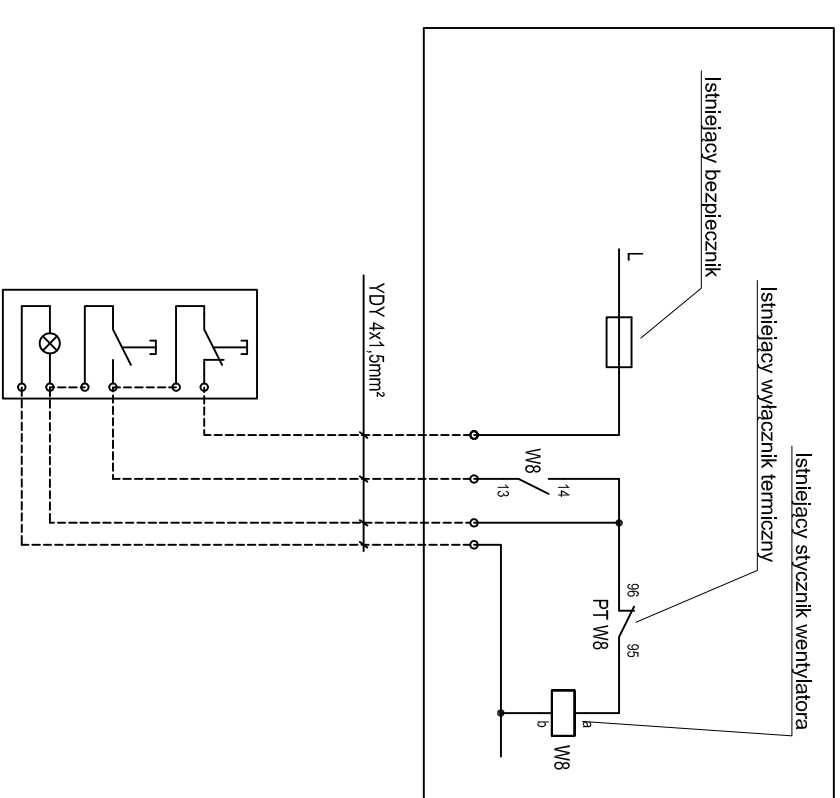 Istniejący stycznik wentylatora
Istniejący wyłącznik termiczny
Istniejący bezpiecznik
L
96
95
PT W8
a
b
W8
14
13
W8
YDY 4x1,5mm²